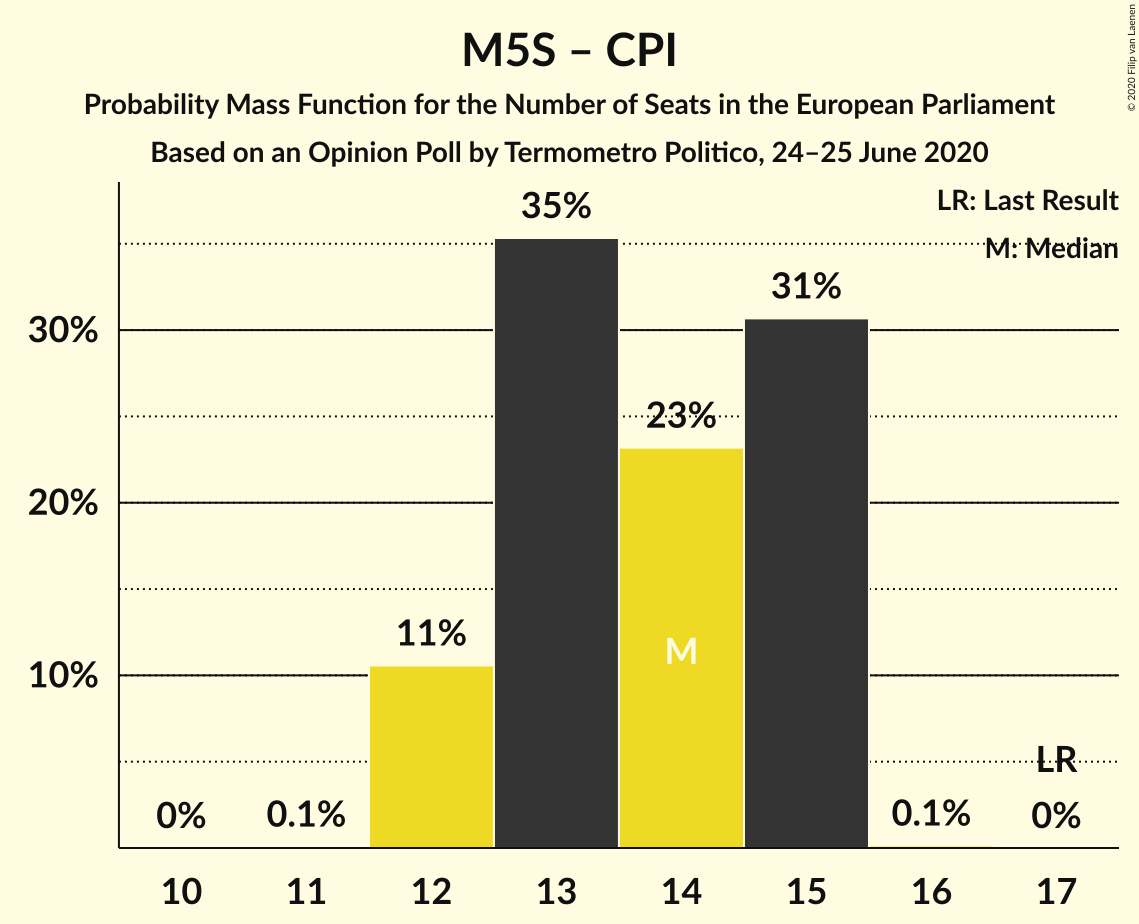 M5S – CPI
Probability Mass Function for the Number of Seats in the European Parliament
Based on an Opinion Poll by Termometro Politico, 24–25 June 2020
© 2020 Filip van Laenen
LR: Last Result
M: Median
35%
31%
30%
23%
20%
11%
M
10%
LR
0%
0.1%
0.1%
0%
10
11
12
13
14
15
16
17